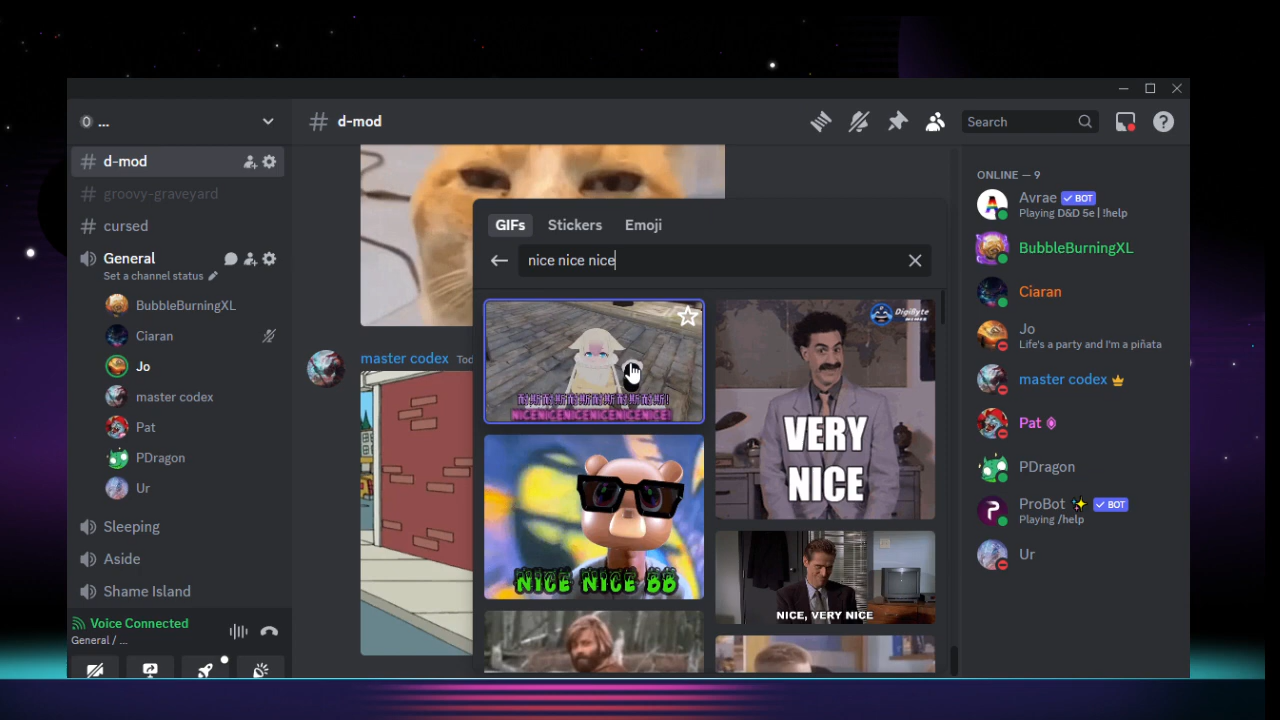 ...
d-mod
groovy-graveyard
cursed
General
Set a channel status
BubbleBurningXL
Ciaran
Jo
master codex
Pat
PDragon
Ur
Sleeping
Aside
Shame Island
Voice Connected
General / ...
# d-mod
Search
master codex
GIFs Stickers Emoji
nice nice nice
NICENICENICENICENICENICE!
DigiByte
VERY
NICE
NICE NICE BB
NICE, VERY NICE
ONLINE — 9
Avrae BOT
Playing D&D 5e | !help
BubbleBurningXL
Ciaran
Jo
Life's a party and I'm a piñata
master codex
Pat
PDragon
ProBot ✨ BOT
Playing /help
Ur